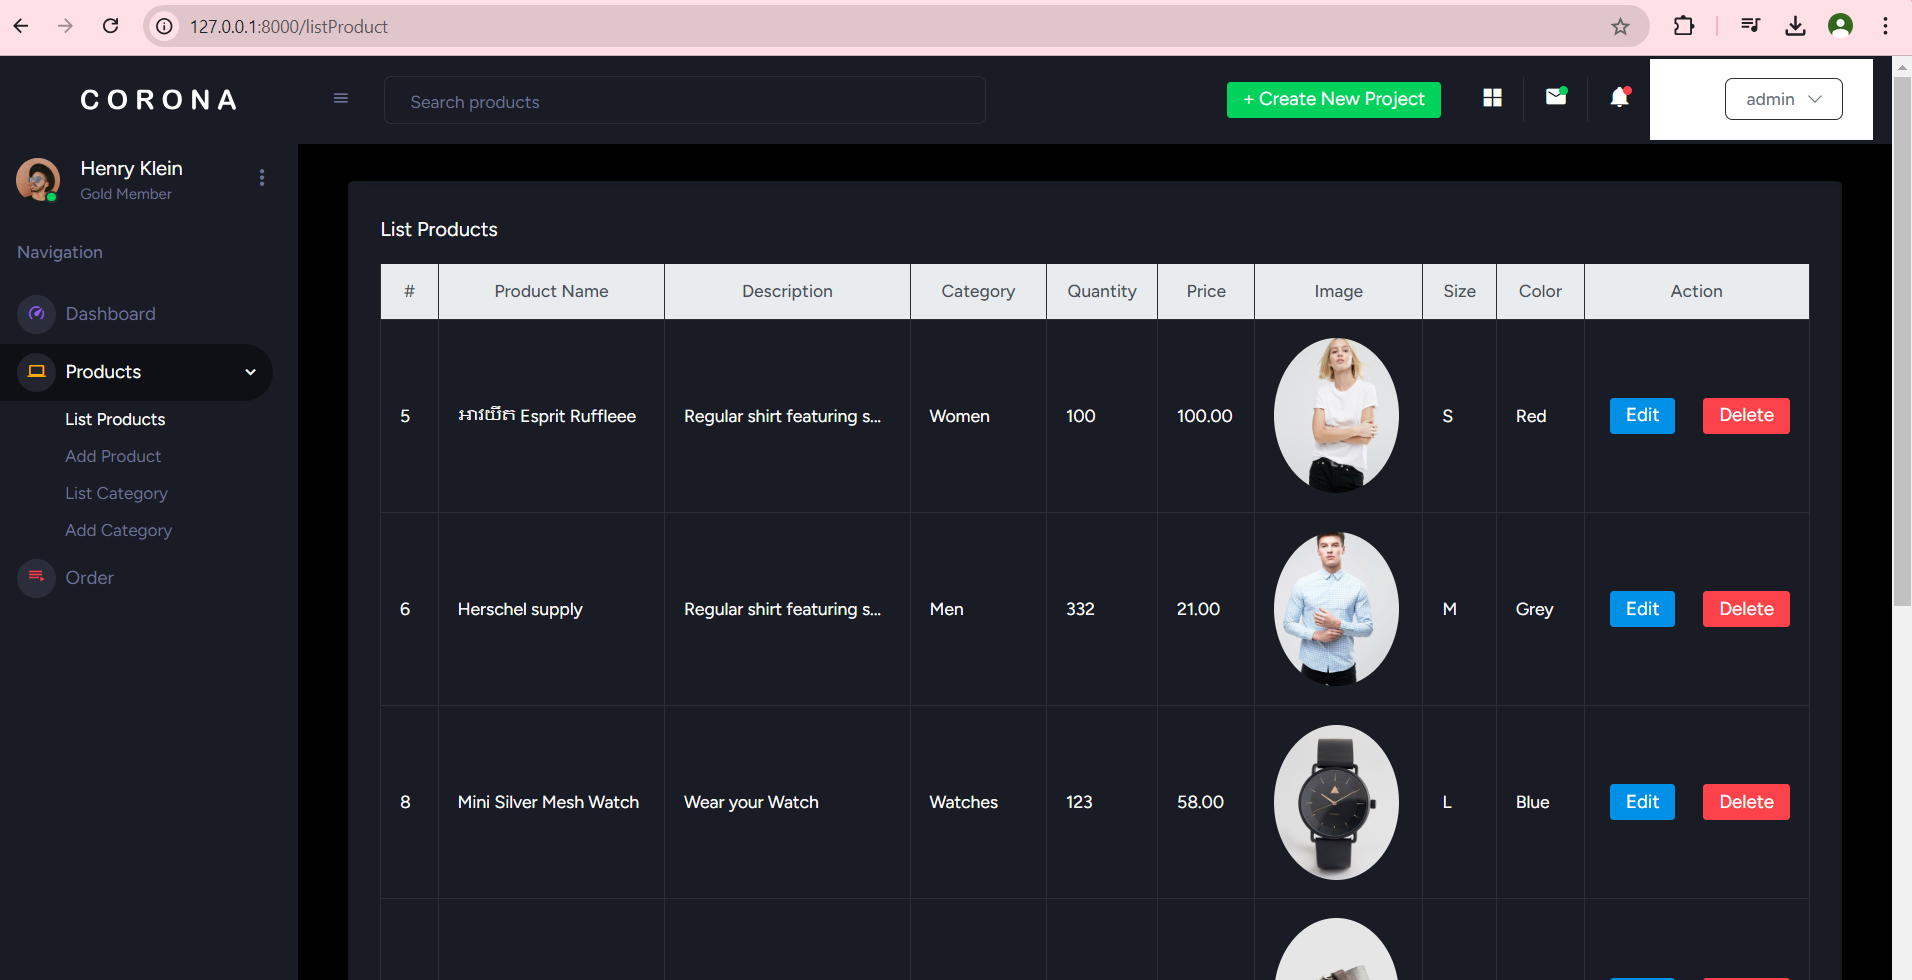 127.0.0.1:8000/listProduct
CORONA
Search products
+ Create New Project
admin
Henry Klein
Gold Member
Navigation
Dashboard
Products
List Products
Add Product
List Category
Add Category
Order
List Products
# Product Name Description Category Quantity Price Image Size Color Action
5 អាវយឺត Esprit Ruffleee Regular shirt featuring s... Women 100 100.00 S Red Edit Delete
6 Herschel supply Regular shirt featuring s... Men 332 21.00 M Grey Edit Delete
8 Mini Silver Mesh Watch Wear your Watch Watches 123 58.00 L Blue Edit Delete